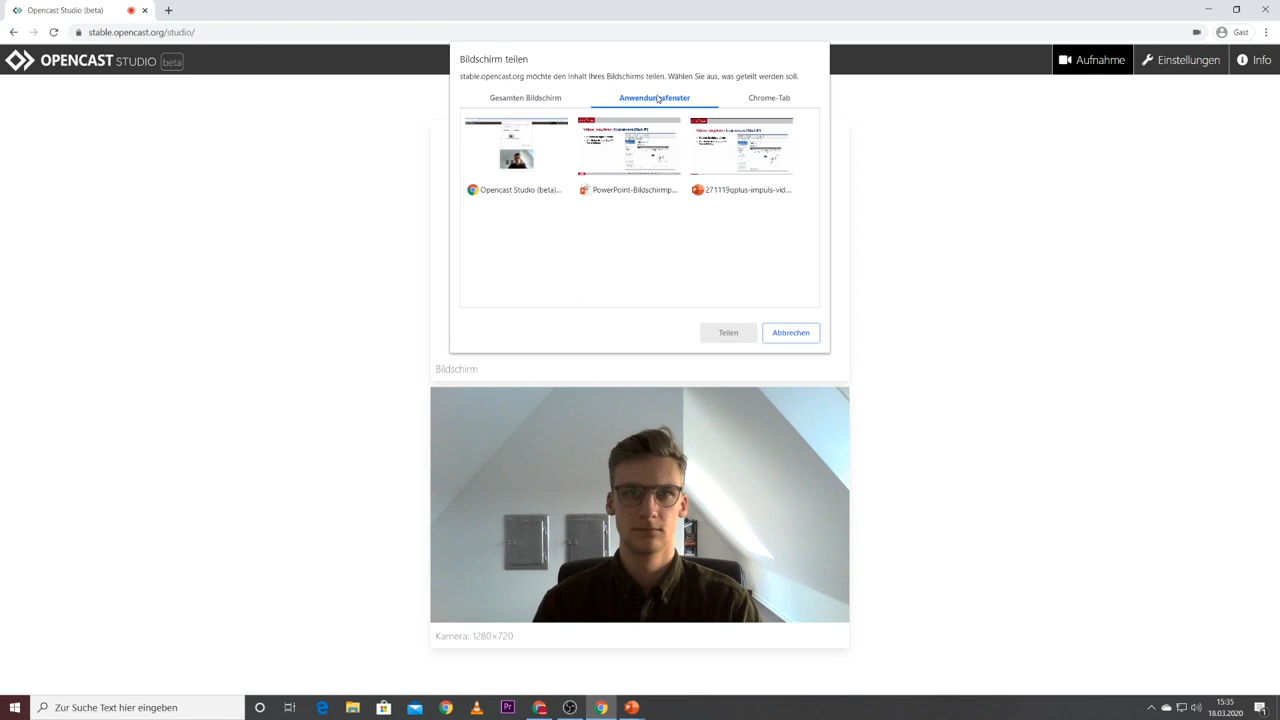 Opencast Studio (beta)
stable.opencast.org/studio/
Gast
OPENCAST STUDIO beta
Aufnahme
Einstellungen
Info
Bildschirm teilen
stable.opencast.org möchte den Inhalt Ihres Bildschirms teilen. Wählen Sie aus, was geteilt werden soll.
Gesamten Bildschirm
Anwendungsfenster
Chrome-Tab
Opencast Studio (beta)...
PowerPoint-Bildschirmp...
271119qplus-impuls-vid...
Teilen
Abbrechen
Bildschirm
Kamera: 1280×720
Zur Suche Text hier eingeben
Pr
15:35
18.03.2020
1